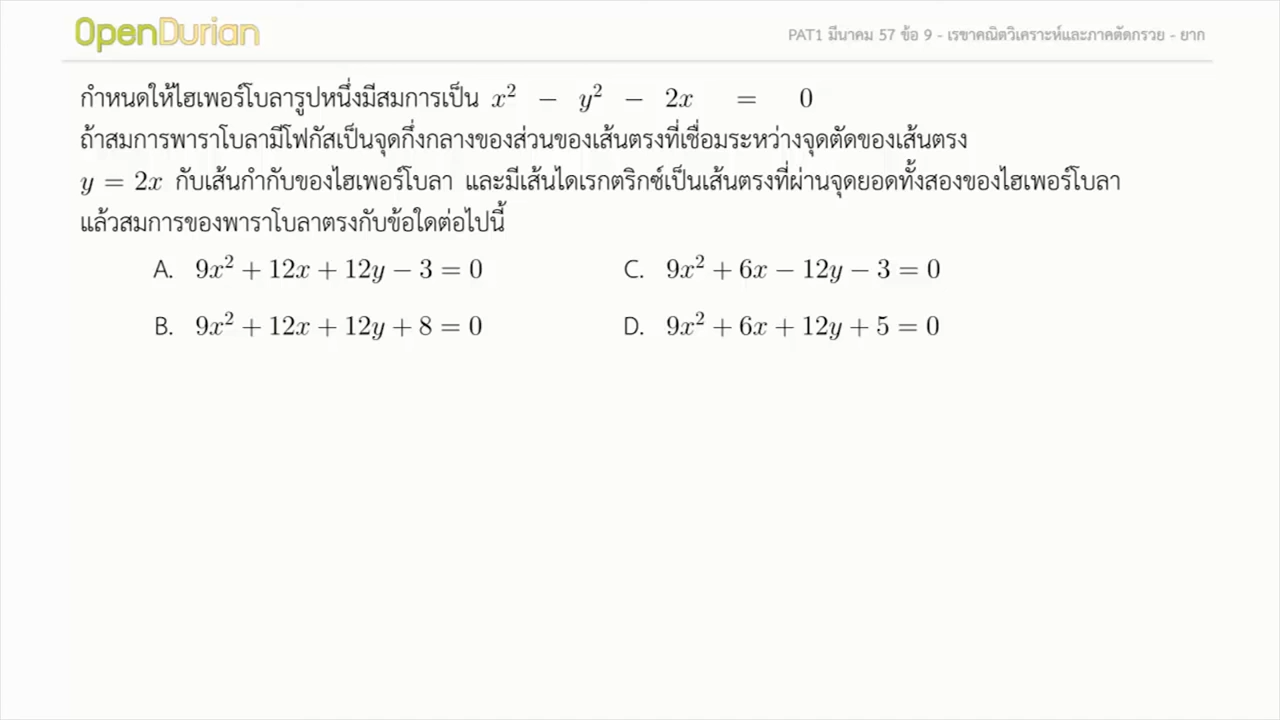 OpenDurian
PAT1 มีนาคม 57 ข้อ 9 - เรขาคณิตวิเคราะห์และภาคตัดกรวย - ยาก
กำหนดให้ไฮเพอร์โบลารูปหนึ่งมีสมการเป็น x² − y² − 2x = 0
ถ้าสมการพาราโบลามีโฟกัสเป็นจุดกึ่งกลางของส่วนของเส้นตรงที่เชื่อมระหว่างจุดตัดของเส้นตรง
y = 2x กับเส้นกำกับของไฮเพอร์โบลา และมีเส้นไดเรกตริกซ์เป็นเส้นตรงที่ผ่านจุดยอดทั้งสองของไฮเพอร์โบลา
แล้วสมการของพาราโบลาตรงกับข้อใดต่อไปนี้
A. 9x² + 12x + 12y − 3 = 0
C. 9x² + 6x − 12y − 3 = 0
B. 9x² + 12x + 12y + 8 = 0
D. 9x² + 6x + 12y + 5 = 0